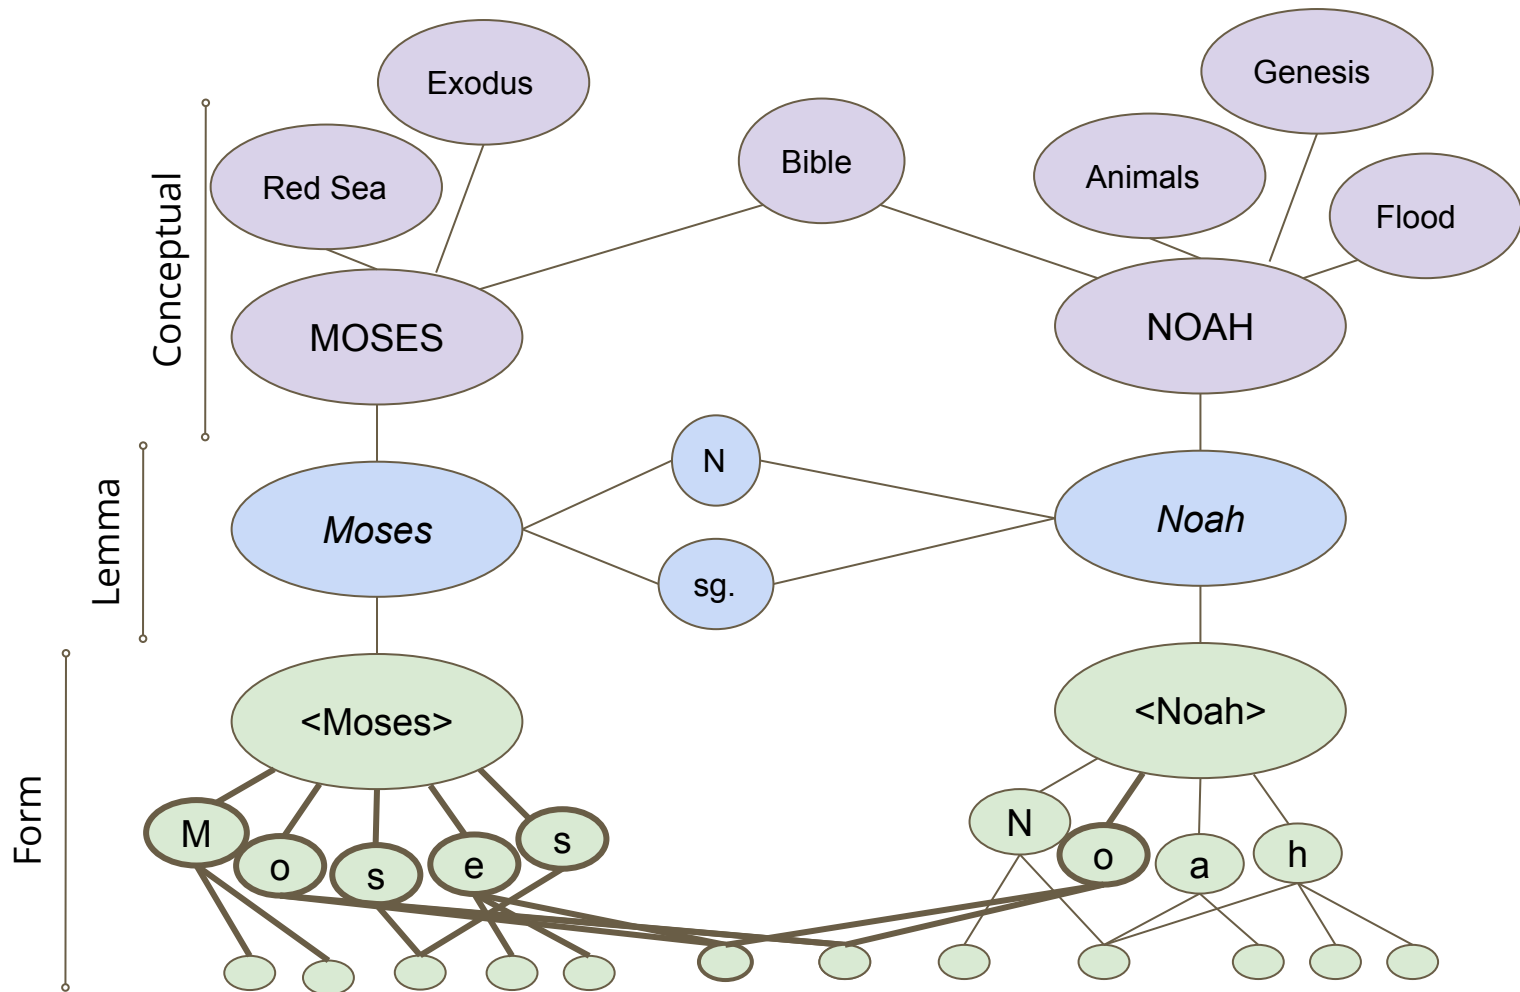 Conceptual
Exodus
Red Sea
Bible
Genesis
Animals
Flood
MOSES
NOAH
Lemma
Moses
N
sg.
Noah
Form
<Moses>
<Noah>
M
o
s
e
s
N
o
a
h